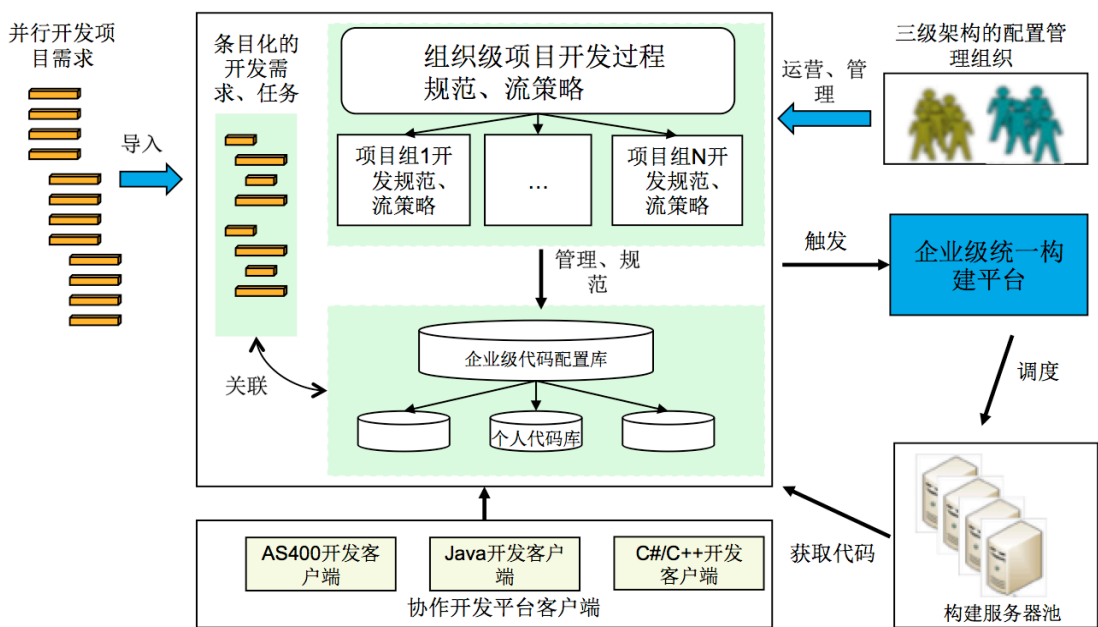 并行开发项
目需求
导入
条目化的
开发需
求、任务
组织级项目开发过程
规范、流策略
项目组1开
发规范、
流策略
...
项目组N开
发规范、
流策略
管理、规
范
企业级代码配置库
个人代码库
关联
三级架构的配置管
理组织
运营、管
理
触发
企业级统一构
建平台
调度
构建服务器池
获取代码
AS400开发客
户端
Java开发客户
端
C#/C++开发
客户端
协作开发平台客户端